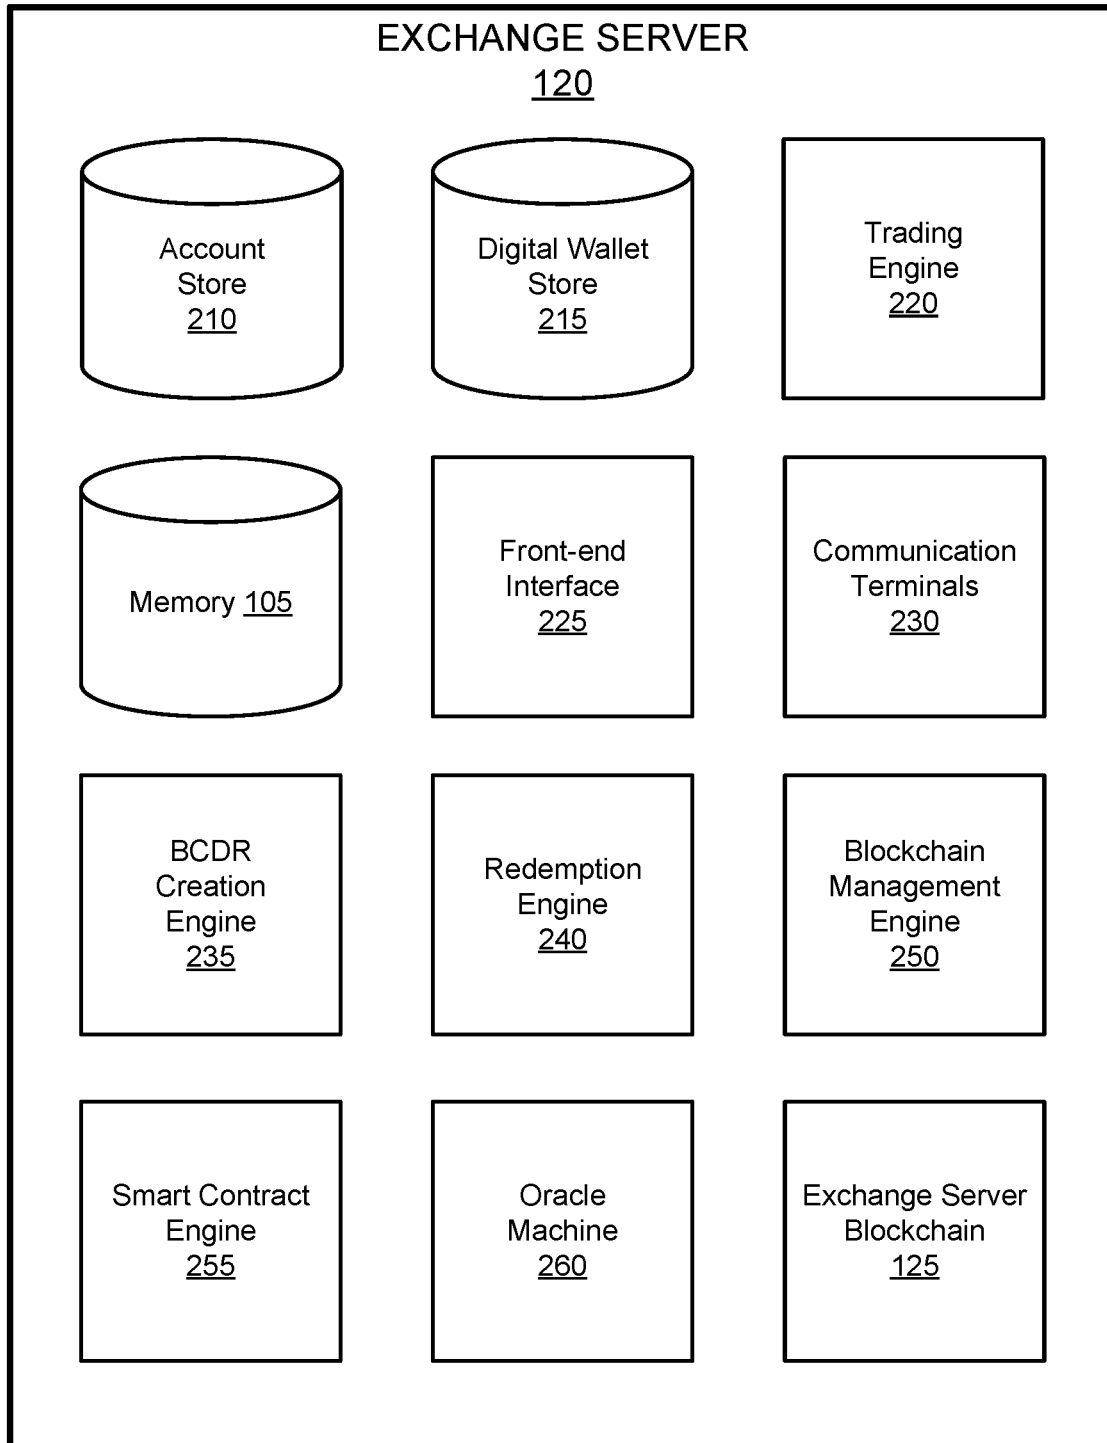 EXCHANGE SERVER
120
Account
Store
210
Digital Wallet
Store
215
Trading
Engine
220
Memory 105
Front-end
Interface
225
Communication
Terminals
230
BCDR
Creation
Engine
235
Redemption
Engine
240
Blockchain
Management
Engine
250
Smart Contract
Engine
255
Oracle
Machine
260
Exchange Server
Blockchain
125